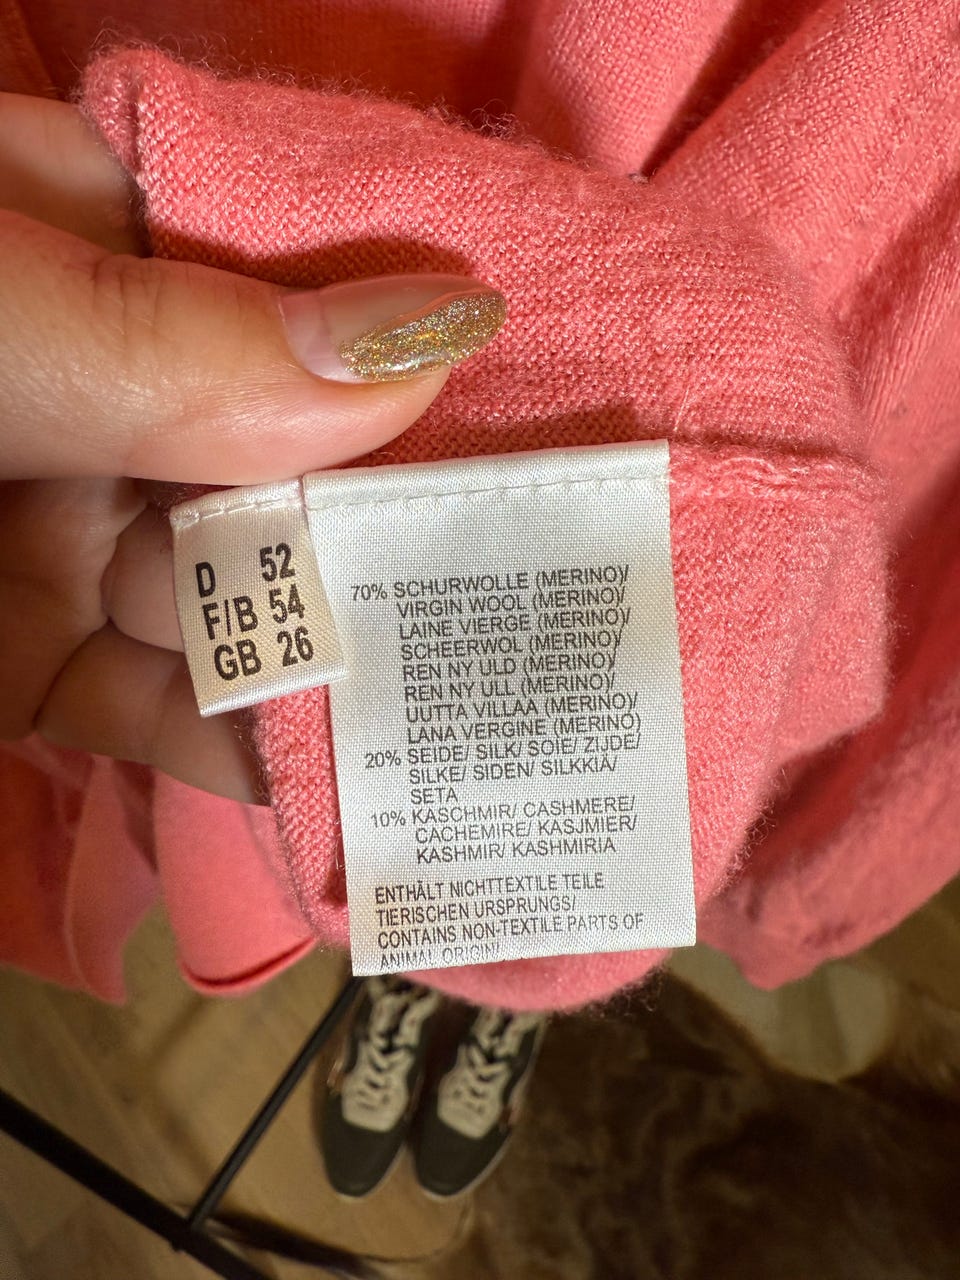 D 52
F/B 54
GB 26
70% SCHURWOLLE (MERINO)/
VIRGIN WOOL (MERINO)/
LAINE VIERGE (MERINO)/
SCHEERWOL (MERINO)/
REN NY ULD (MERINO)/
REN NY ULL (MERINO)/
UUTTA VILLAA (MERINO)/
LANA VERGINE (MERINO)
20% SEIDE/ SILK/ SOIE/ ZIJDE/
SILKE/ SIDEN/ SILKKIA/
SETA
10% KASCHMIR/ CASHMERE/
CACHEMIRE/ KASJMIER/
KASHMIR/ KASHMIRIA
ENTHÄLT NICHTTEXTILE TEILE
TIERISCHEN URSPRUNGS/
CONTAINS NON-TEXTILE PARTS OF
ANIMAL ORIGIN/